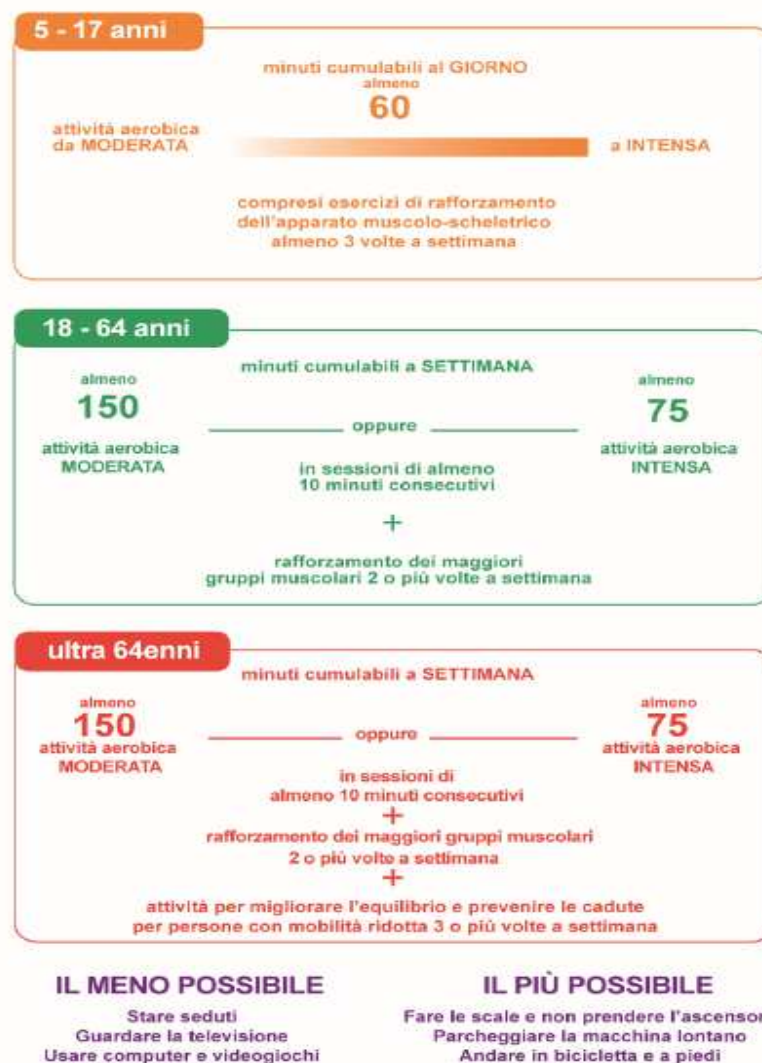 5 - 17 anni
minuti cumulabili al GIORNO
almeno
60
attività aerobica
da MODERATA
a INTENSA
compresi esercizi di rafforzamento
dell'apparato muscolo-scheletrico
almeno 3 volte a settimana
18 - 64 anni
minuti cumulabili a SETTIMANA
almeno
150
attività aerobica
MODERATA
oppure
almeno
75
attività aerobica
INTENSA
in sessioni di almeno
10 minuti consecutivi
+
rafforzamento dei maggiori
gruppi muscolari 2 o più volte a settimana
ultra 64enni
minuti cumulabili a SETTIMANA
almeno
150
attività aerobica
MODERATA
oppure
almeno
75
attività aerobica
INTENSA
in sessioni di
almeno 10 minuti consecutivi
+
rafforzamento dei maggiori gruppi muscolari
2 o più volte a settimana
+
attività per migliorare l'equilibrio e prevenire le cadute
per persone con mobilità ridotta 3 o più volte a settimana
IL MENO POSSIBILE
Stare seduti
Guardare la televisione
Usare computer e videogiochi
IL PIÙ POSSIBILE
Fare le scale e non prendere l'ascensor
Parcheggiare la macchina lontano
Andare in bicicletta e a piedi